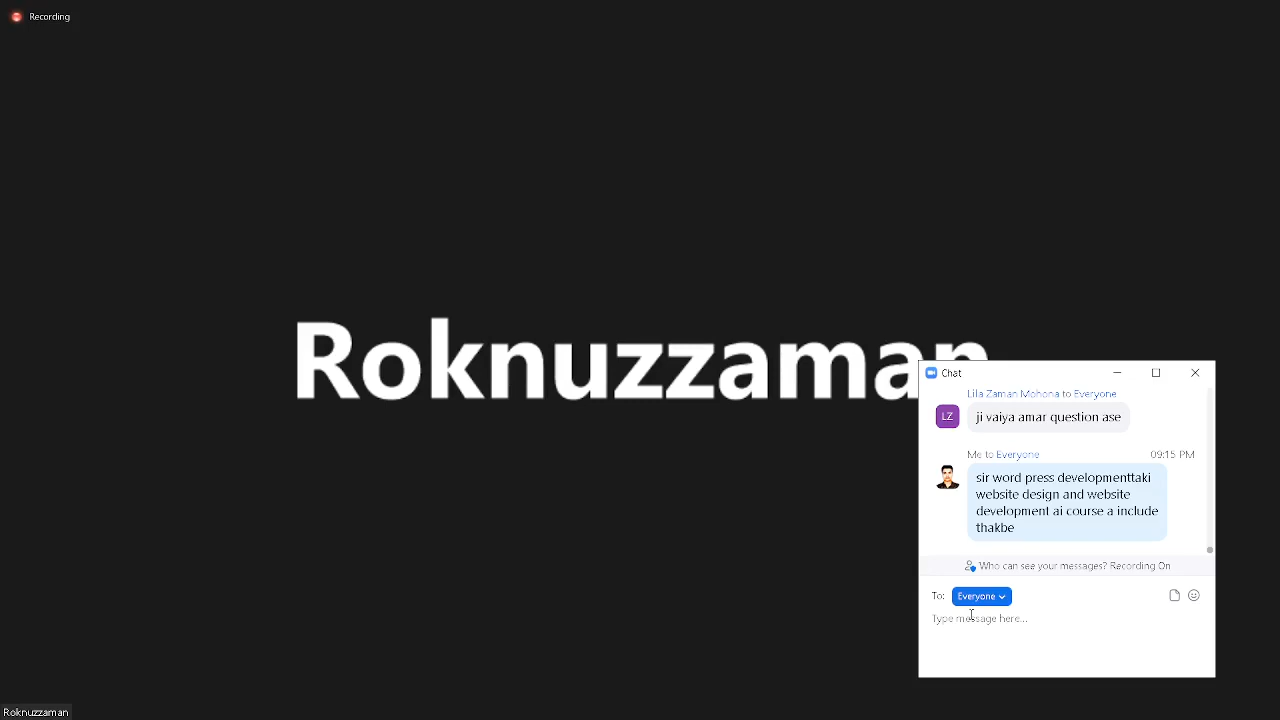 Recording
Roknuzzaman
Chat
Lila Zaman Mohona to Everyone
LZ
ji vaiya amar question ase
Me to Everyone 09:15 PM
sir word press developmenttaki
website design and website
development ai course a include
thakbe
Who can see your messages? Recording On
To: Everyone
Type message here...
Roknuzzaman